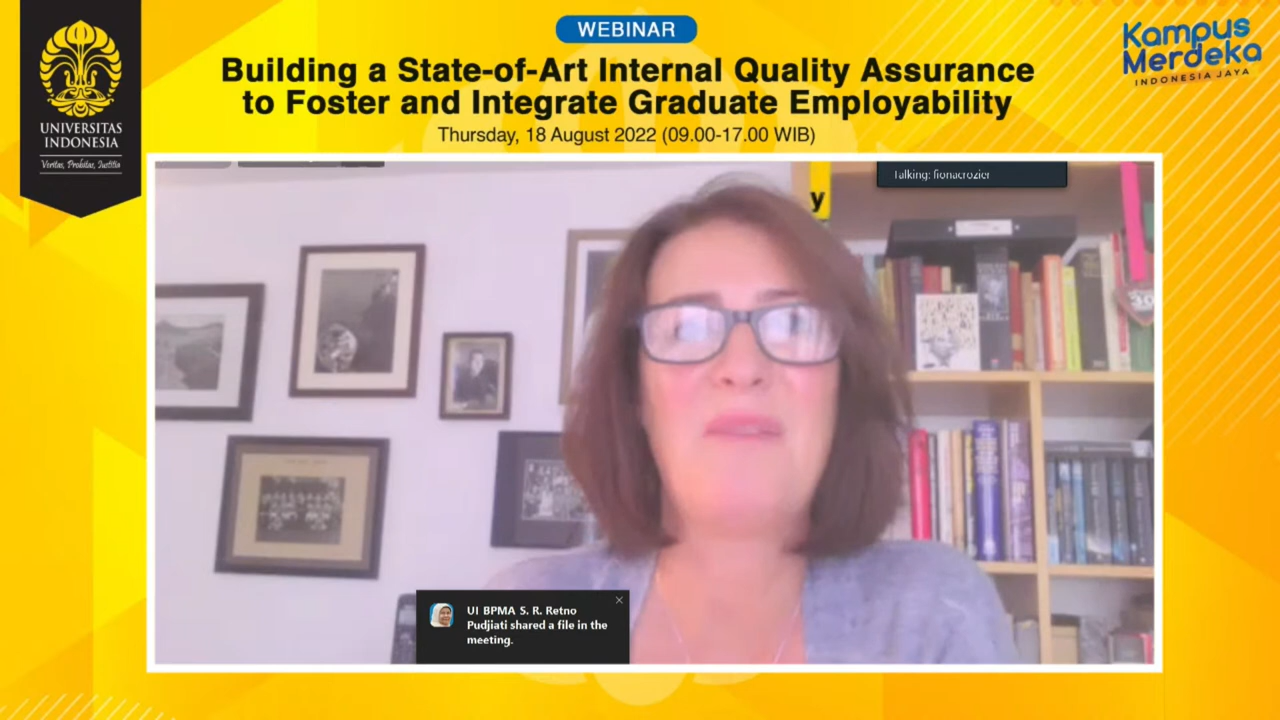 UNIVERSITAS
INDONESIA
Veritas, Probitas, Justitia
WEBINAR
Building a State-of-Art Internal Quality Assurance
to Foster and Integrate Graduate Employability
Thursday, 18 August 2022 (09.00-17.00 WIB)
Kampus
Merdeka
INDONESIA JAYA
Talking: fionacrozier
y
30
UI BPMA S. R. Retno
Pudjiati shared a file in the
meeting.